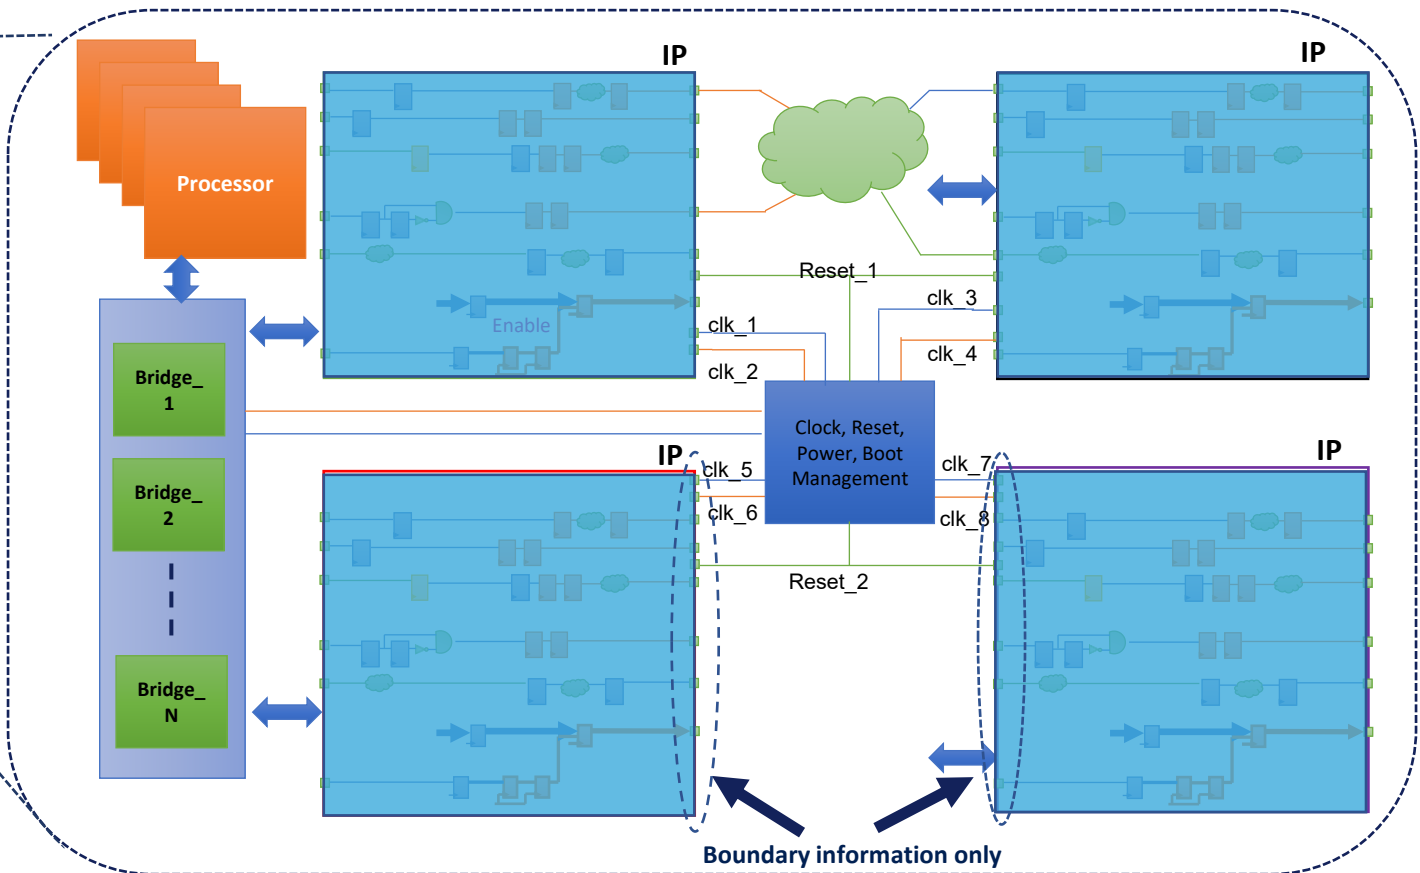 IP
IP
Processor
Reset_1
clk_3
Enable
clk_1
clk_4
clk_2
Bridge_
1
Clock, Reset,
Power, Boot
Management
IP
IP
clk_5
clk_7
Bridge_
2
clk_6
clk_8
Reset_2
Bridge_
N
Boundary information only